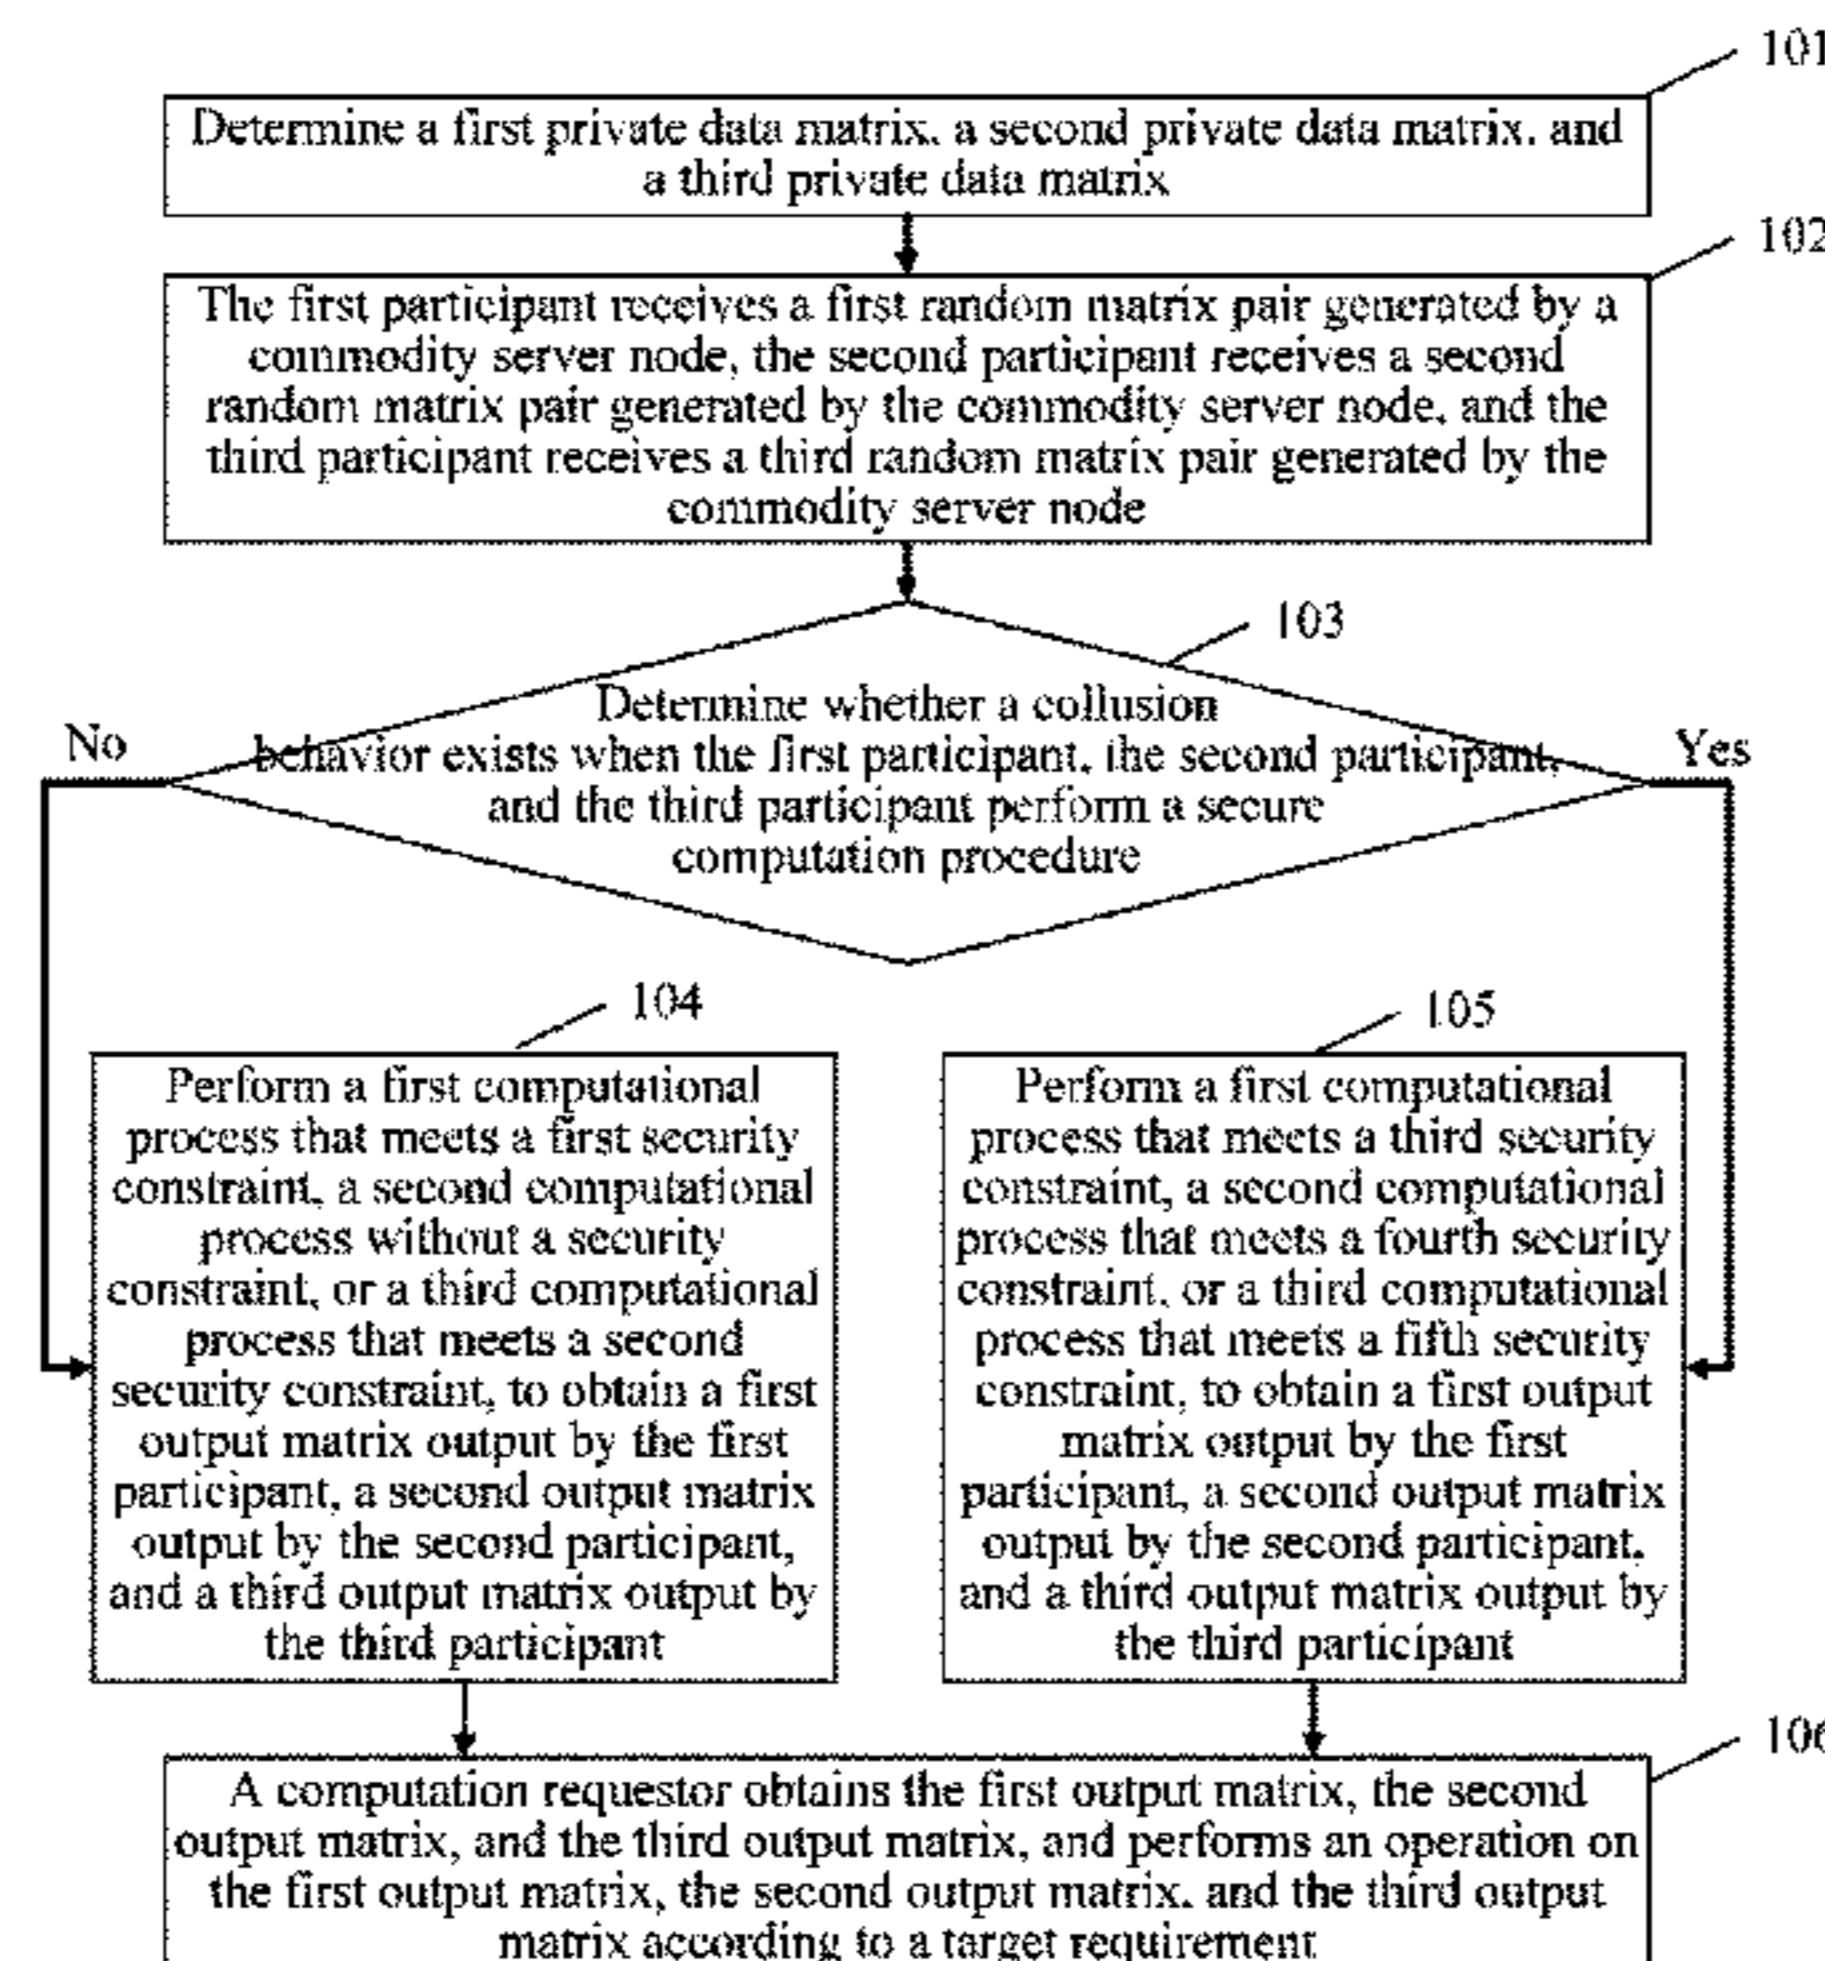 101
Determine a first private data matrix, a second private data matrix, and
a third private data matrix
102
The first participant receives a first random matrix pair generated by a
commodity server node, the second participant receives a second
random matrix pair generated by the commodity server node, and the
third participant receives a third random matrix pair generated by the
commodity server node
103
Determine whether a collusion
behavior exists when the first participant, the second participant,
and the third participant perform a secure
computation procedure
No
Yes
104
Perform a first computational
process that meets a first security
constraint, a second computational
process without a security
constraint, or a third computational
process that meets a second
security constraint, to obtain a first
output matrix output by the first
participant, a second output matrix
output by the second participant,
and a third output matrix output by
the third participant
105
Perform a first computational
process that meets a third security
constraint, a second computational
process that meets a fourth security
constraint, or a third computational
process that meets a fifth security
constraint, to obtain a first output
matrix output by the first
participant, a second output matrix
output by the second participant,
and a third output matrix output by
the third participant
106
A computation requestor obtains the first output matrix, the second
output matrix, and the third output matrix, and performs an operation on
the first output matrix, the second output matrix, and the third output
matrix according to a target requirement